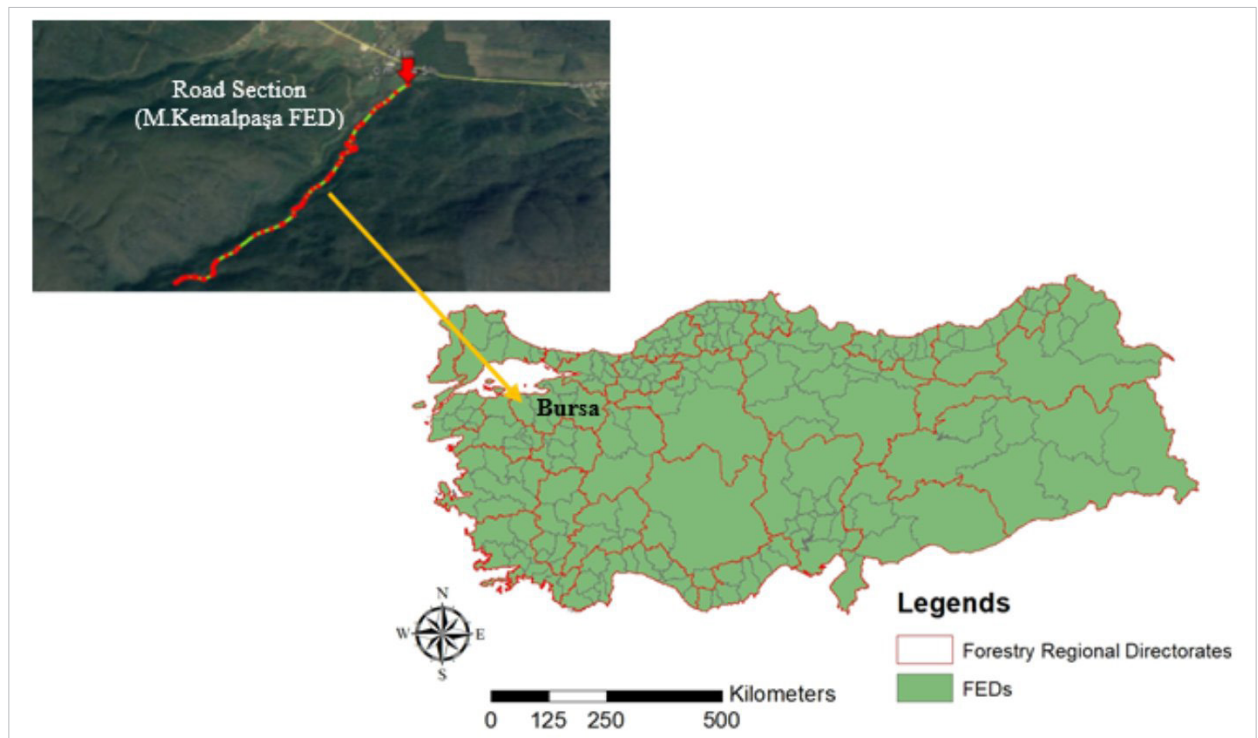 Road Section
(M.Kemalpaşa FED)
Bursa
N
W E
S
Legends
Forestry Regional Directorates
FEDs
Kilometers
0 125 250 500